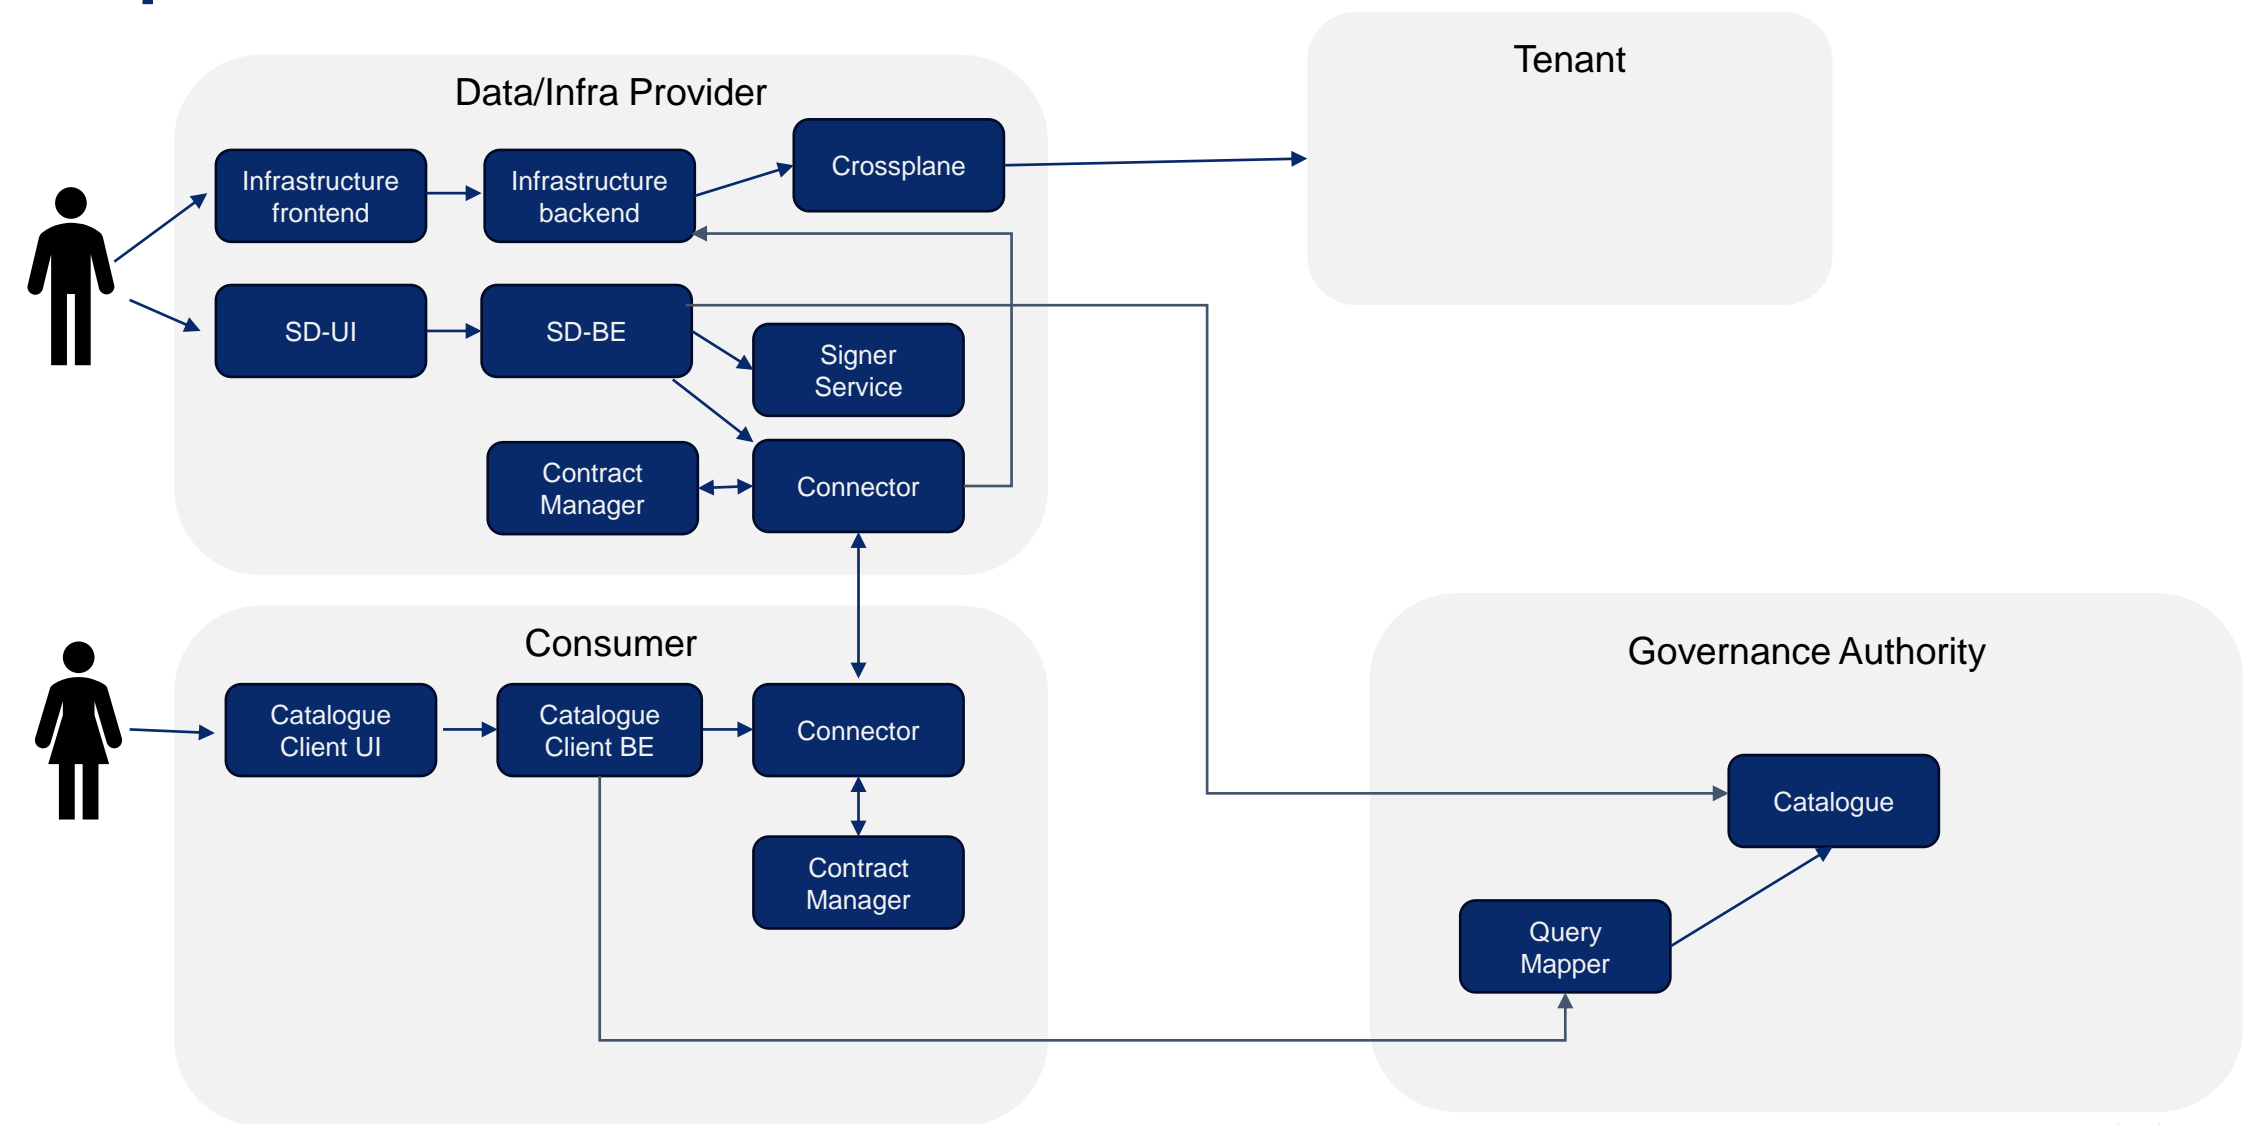 Tenant
Data/Infra Provider
Crossplane
Infrastructure
frontend
Infrastructure
backend
SD-UI
SD-BE
Signer
Service
Contract
Manager
Connector
Consumer
Governance Authority
Catalogue
Client UI
Catalogue
Client BE
Connector
Catalogue
Contract
Manager
Query
Mapper